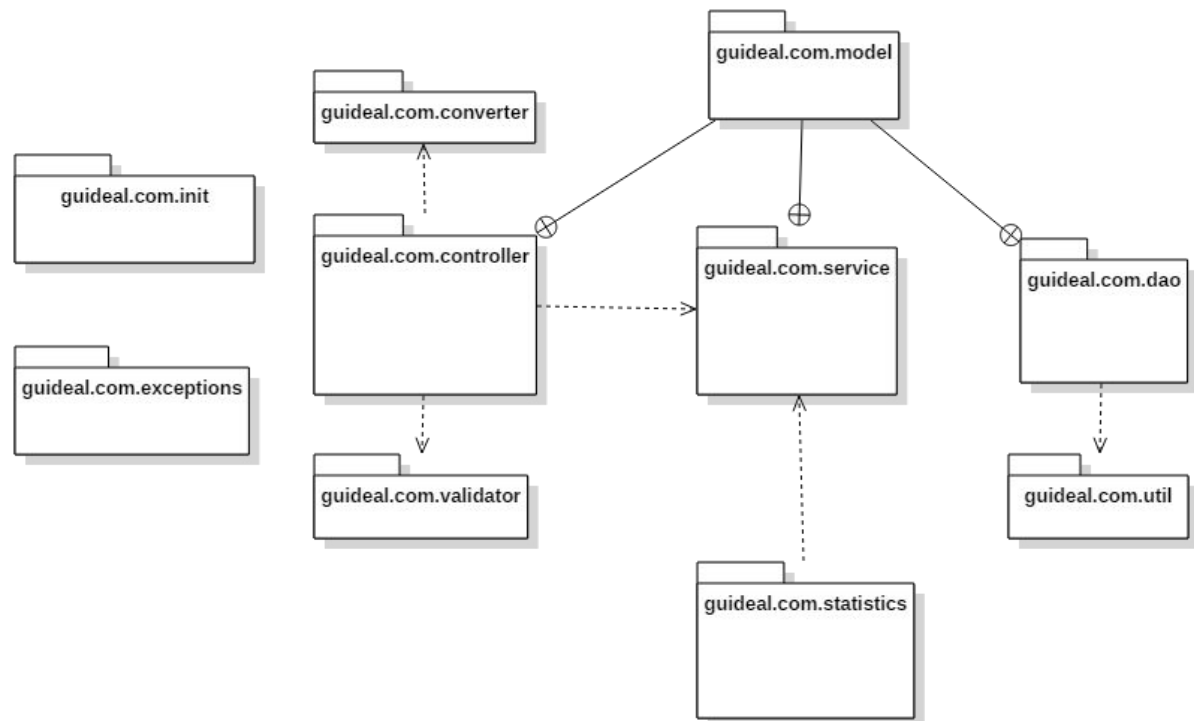 guideal.com.model
guideal.com.converter
guideal.com.init
guideal.com.controller
guideal.com.service
guideal.com.dao
guideal.com.exceptions
guideal.com.validator
guideal.com.util
guideal.com.statistics